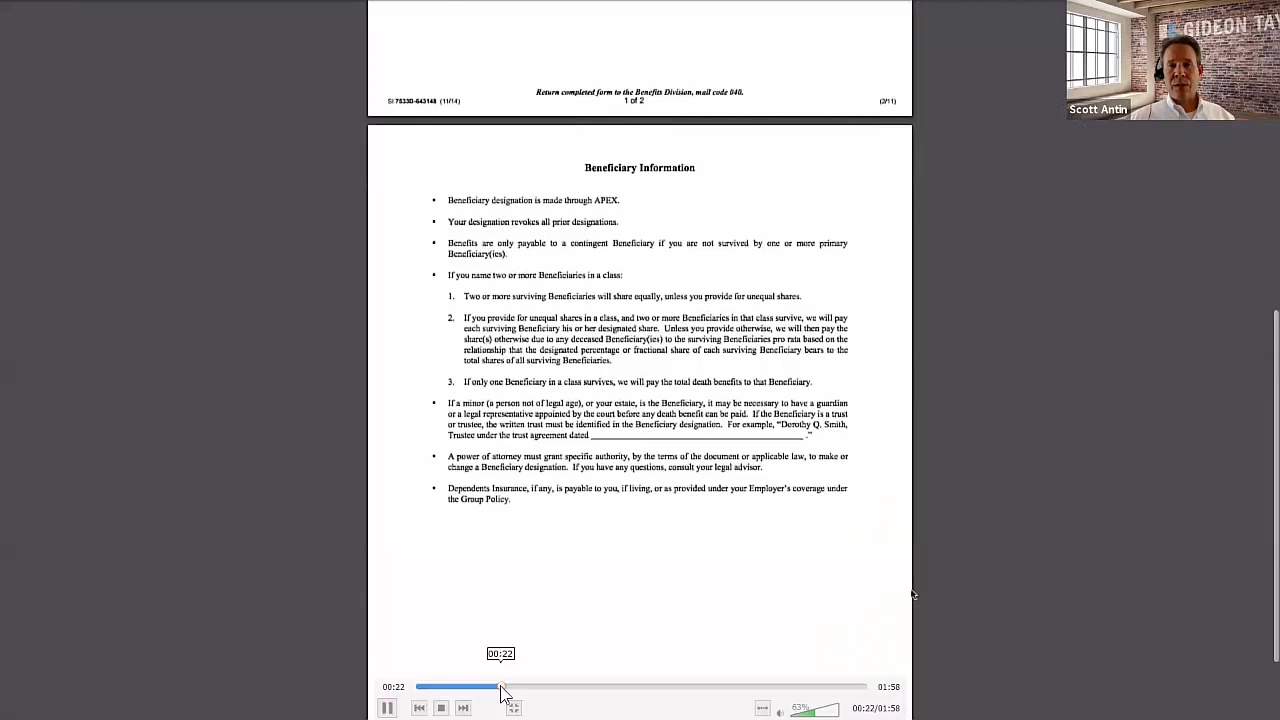 GIDEON TAY
Scott Antin
Return completed form to the Benefits Division, mail code 040.
SI 7533D-643148 (11/14)
1 of 2
(2/11)
Beneficiary Information
• Beneficiary designation is made through APEX.
• Your designation revokes all prior designations.
• Benefits are only payable to a contingent Beneficiary if you are not survived by one or more primary
Beneficiary(ies).
• If you name two or more Beneficiaries in a class:
1. Two or more surviving Beneficiaries will share equally, unless you provide for unequal shares.
2. If you provide for unequal shares in a class, and two or more Beneficiaries in that class survive, we will pay
each surviving Beneficiary his or her designated share. Unless you provide otherwise, we will then pay the
share(s) otherwise due to any deceased Beneficiary(ies) to the surviving Beneficiaries pro rata based on the
relationship that the designated percentage or fractional share of each surviving Beneficiary bears to the
total shares of all surviving Beneficiaries.
3. If only one Beneficiary in a class survives, we will pay the total death benefits to that Beneficiary.
• If a minor (a person not of legal age), or your estate, is the Beneficiary, it may be necessary to have a guardian
or a legal representative appointed by the court before any death benefit can be paid. If the Beneficiary is a trust
or trustee, the written trust must be identified in the Beneficiary designation. For example, "Dorothy Q. Smith,
Trustee under the trust agreement dated ________________________________________ ."
• A power of attorney must grant specific authority, by the terms of the document or applicable law, to make or
change a Beneficiary designation. If you have any questions, consult your legal advisor.
• Dependents Insurance, if any, is payable to you, if living, or as provided under your Employer's coverage under
the Group Policy.
00:22
00:22
01:58
63%
00:22/01:58